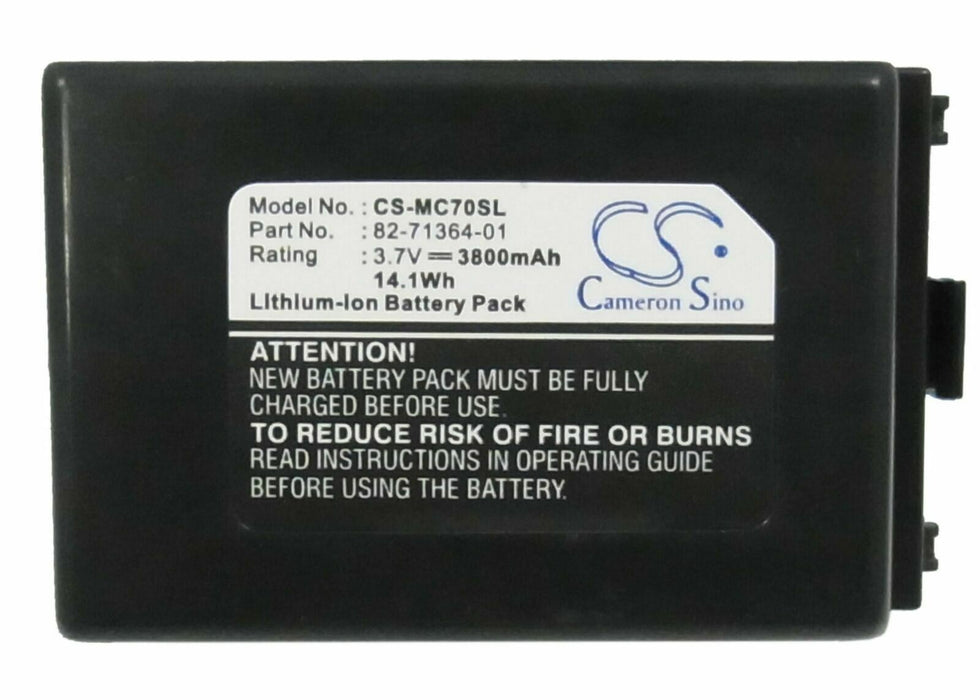 Model No. : CS-MC70SL
Part No. : 82-71364-01
Rating : 3.7V ⎓ 3800mAh
14.1Wh
Lithium-Ion Battery Pack
CS
Cameron Sino
ATTENTION!
NEW BATTERY PACK MUST BE FULLY
CHARGED BEFORE USE.
TO REDUCE RISK OF FIRE OR BURNS
READ INSTRUCTIONS IN OPERATING GUIDE
BEFORE USING THE BATTERY.